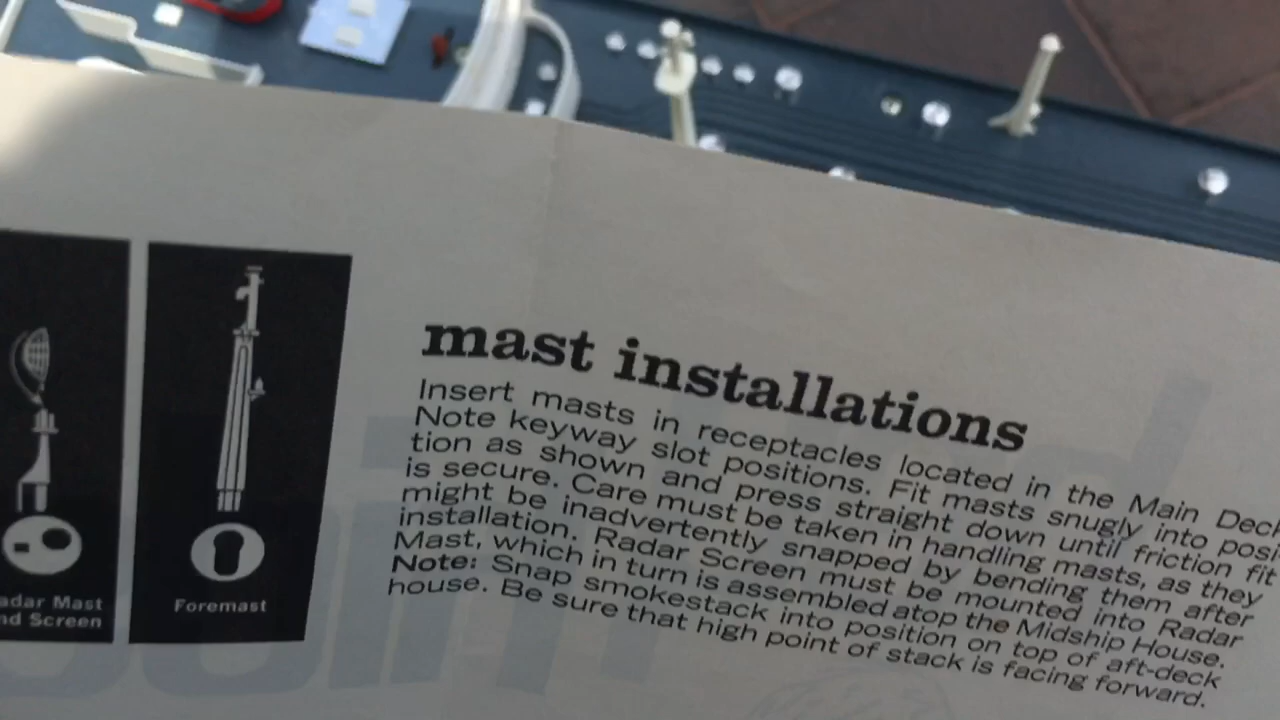 mast installations
Insert masts in receptacles located in the Main Deck
Note keyway slot positions. Fit masts snugly into posi
tion as shown and press straight down until friction fit
is secure. Care must be taken in handling masts, as they
might be inadvertently snapped by bending them after
installation. Radar Screen must be mounted into Radar
Mast, which in turn is assembled atop the Midship House.
Note: Snap smokestack into position on top of aft-deck
house. Be sure that high point of stack is facing forward.
adar Mast
nd Screen
Foremast